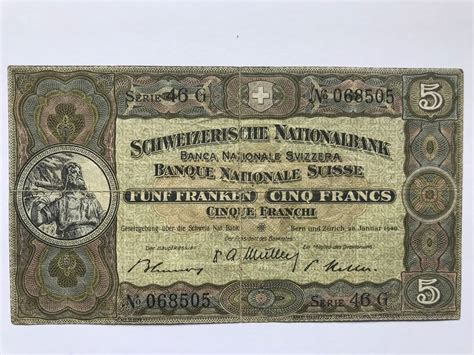 SERIE 46 G No 068505 5
SCHWEIZERISCHE NATIONALBANK
BANCA NAZIONALE SVIZZERA
BANQUE NATIONALE SUISSE
FÜNF FRANKEN CINQ FRANCS
CINQUE FRANCHI
Bern und Zürich, 20. Januar 1949
No 068505 SERIE 46 G 5